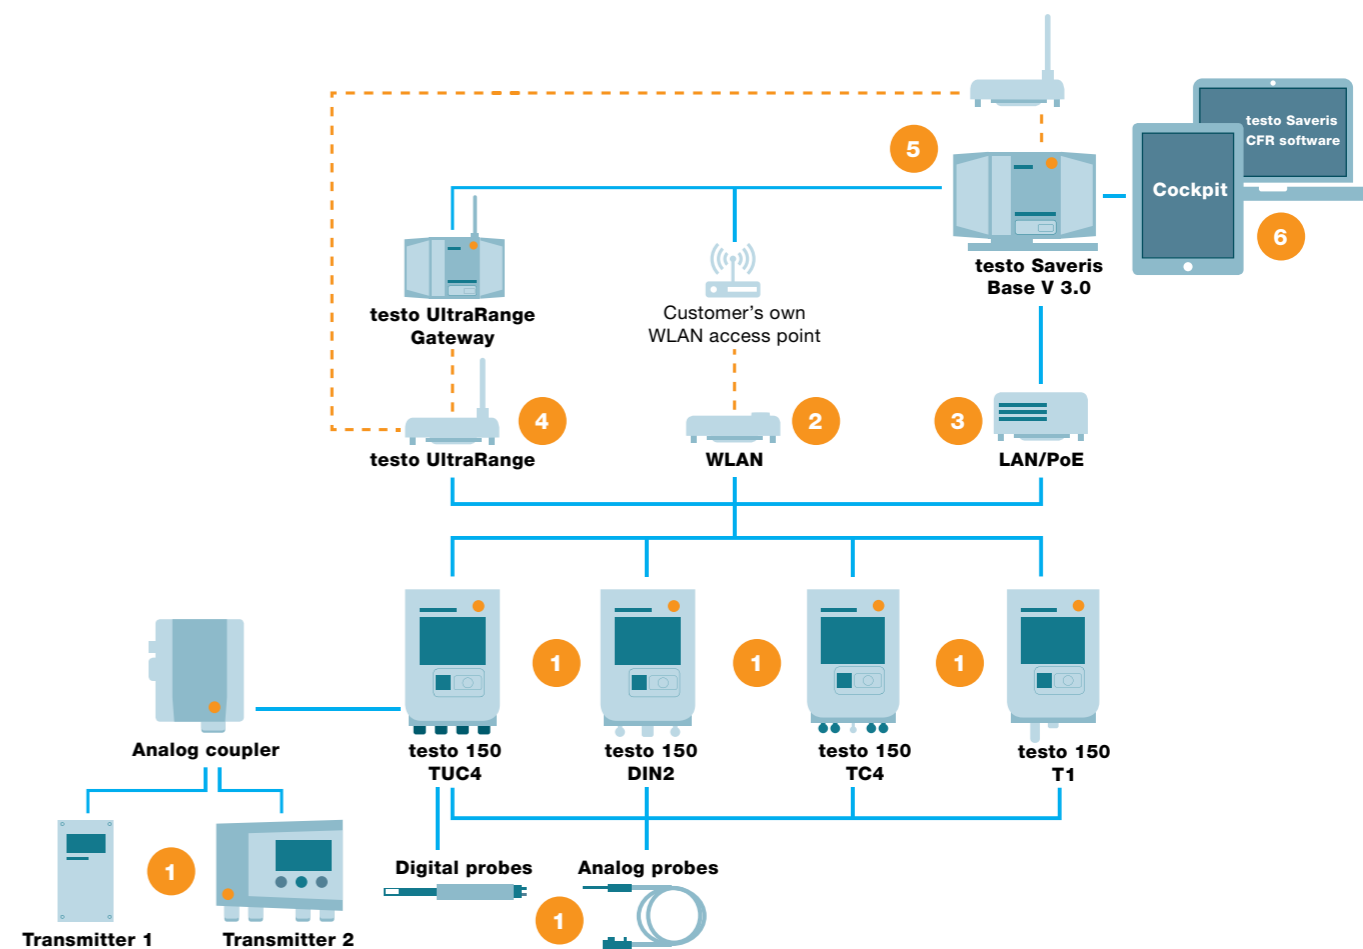 testo Saveris
CFR software
5
Cockpit
6
testo Saveris
Base V 3.0
testo UltraRange
Gateway
Customer's own
WLAN access point
4
2
3
testo UltraRange
WLAN
LAN/PoE
1
1
1
Analog coupler
testo 150
TUC4
testo 150
DIN2
testo 150
TC4
testo 150
T1
1
Digital probes
Analog probes
1
Transmitter 1
Transmitter 2